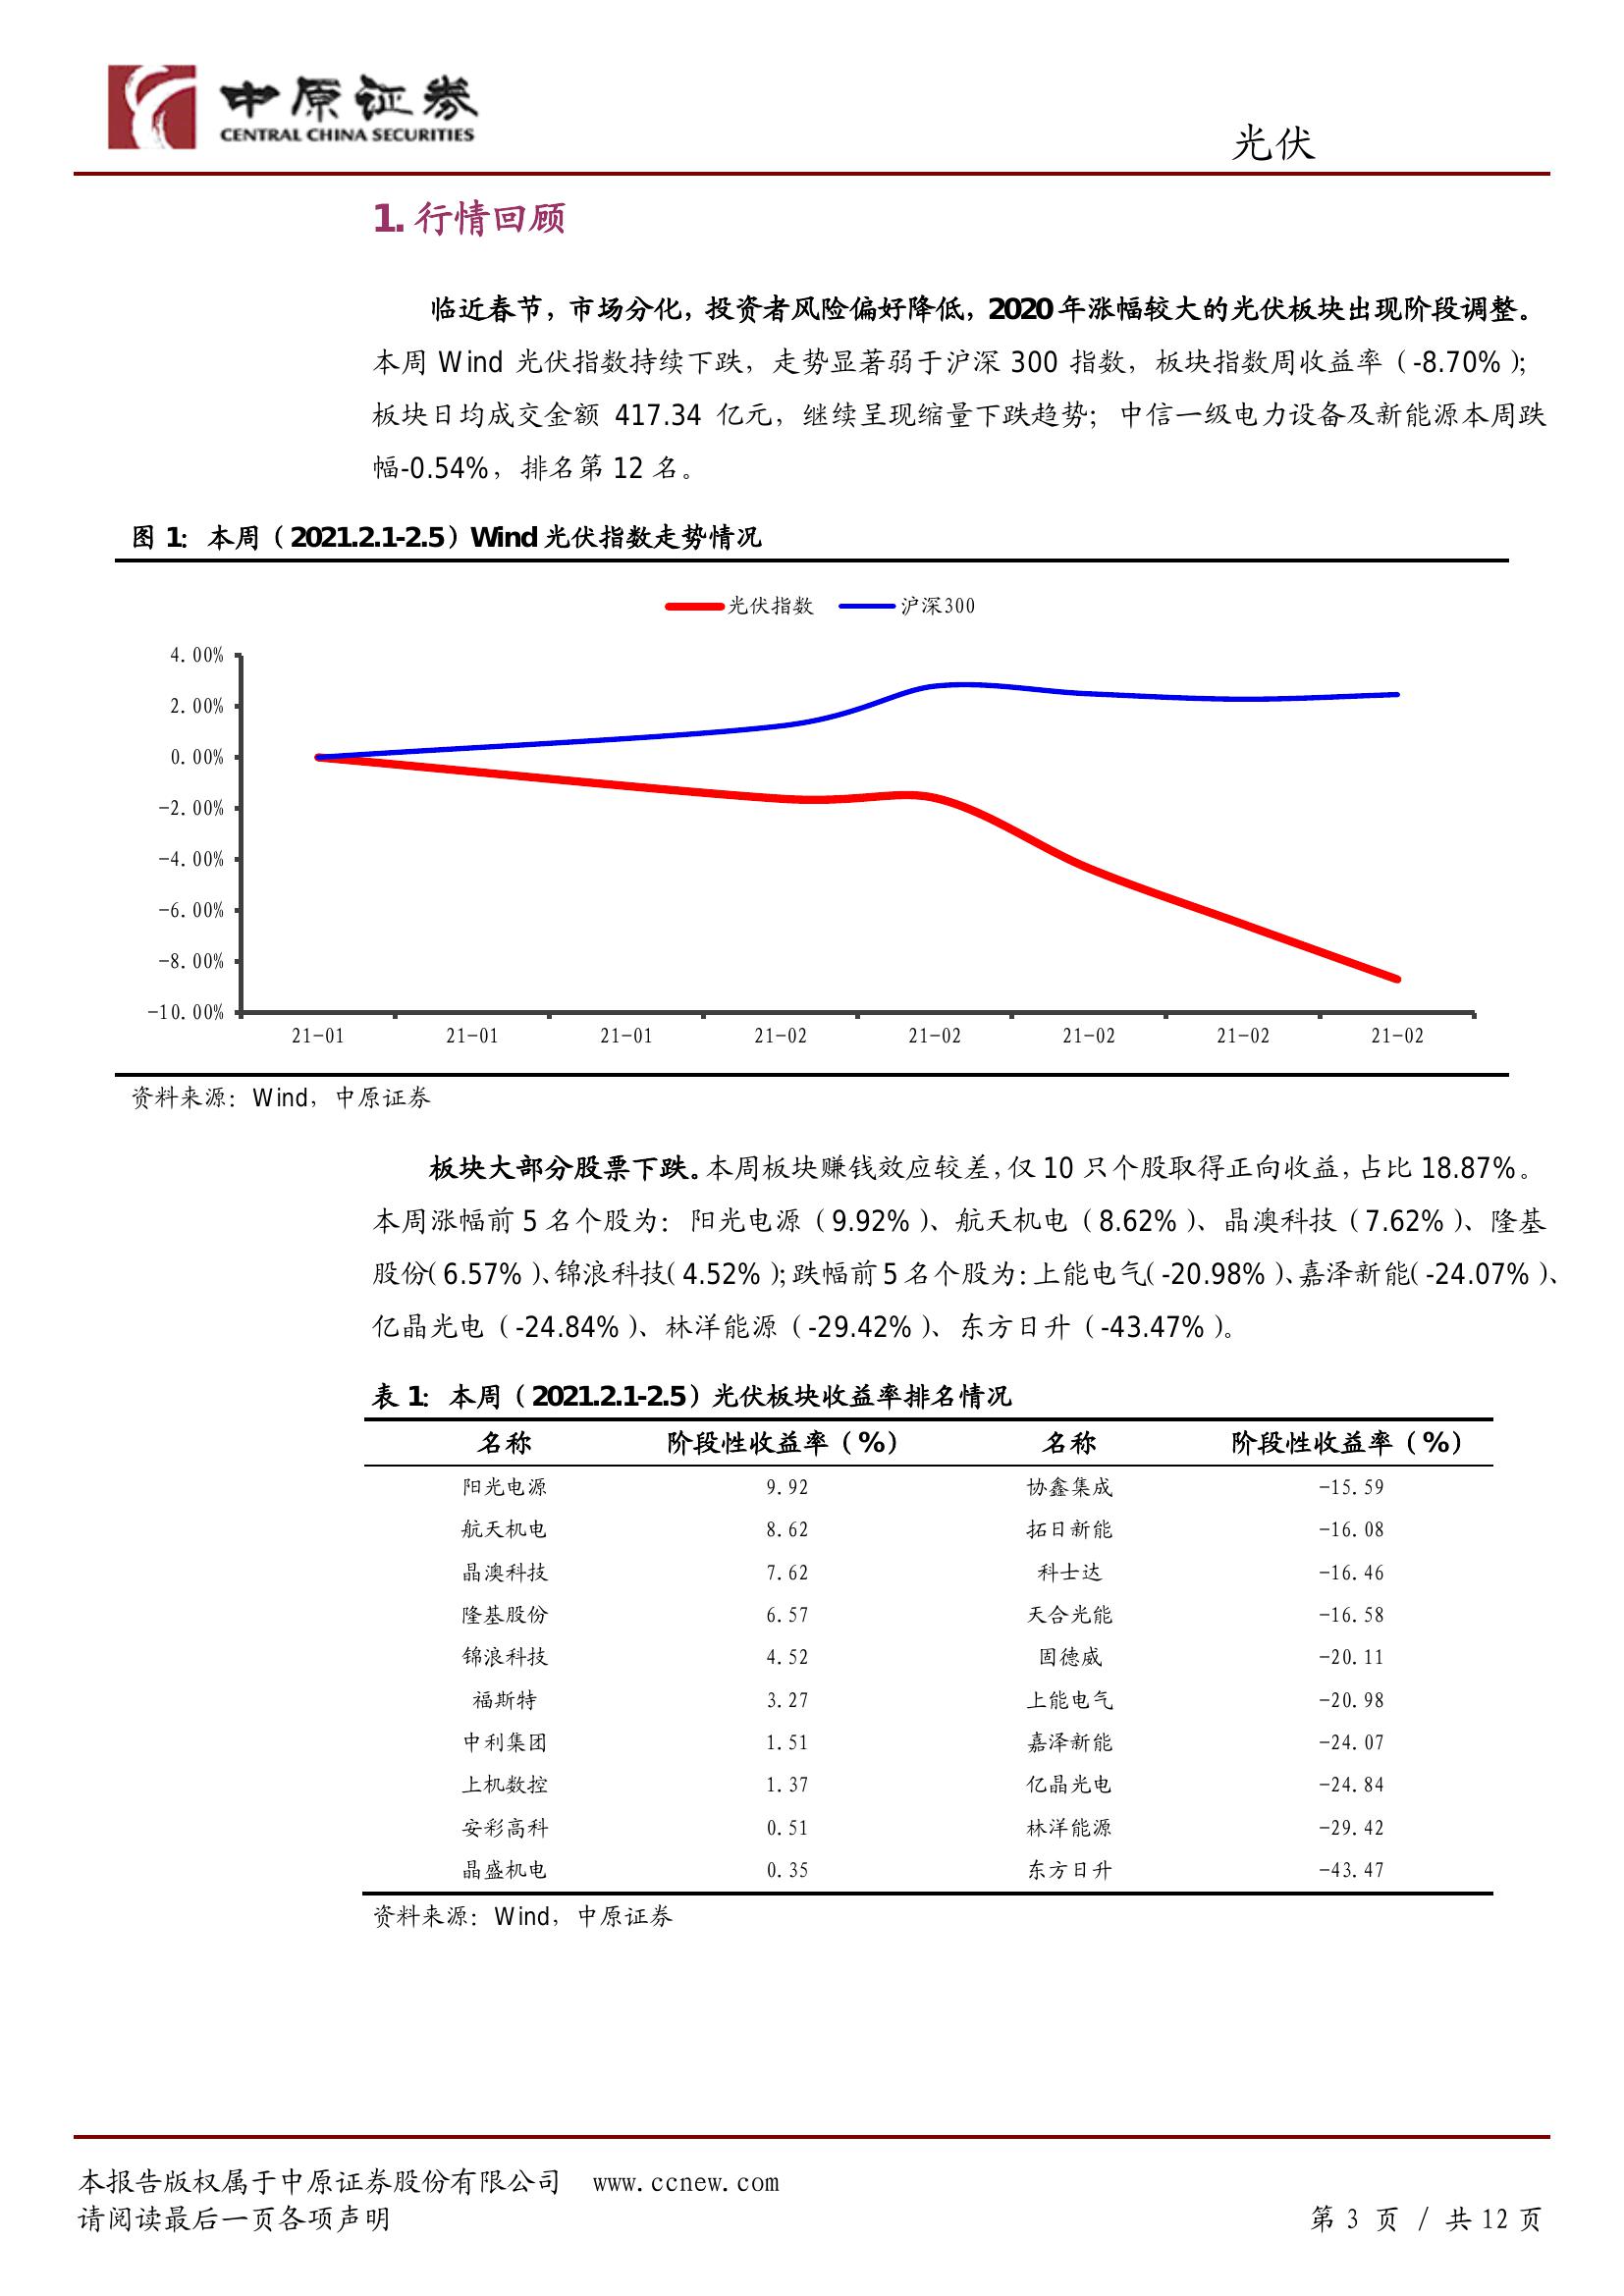 中原证券
CENTRAL CHINA SECURITIES
光伏
1. 行情回顾
临近春节，市场分化，投资者风险偏好降低，2020年涨幅较大的光伏板块出现阶段调整。
本周 Wind 光伏指数持续下跌，走势显著弱于沪深 300 指数，板块指数周收益率（-8.70%）；
板块日均成交金额 417.34 亿元，继续呈现缩量下跌趋势；中信一级电力设备及新能源本周跌
幅-0.54%，排名第 12 名。
图 1：本周（2021.2.1-2.5）Wind 光伏指数走势情况
光伏指数 沪深300
4.00%
2.00%
0.00%
-2.00%
-4.00%
-6.00%
-8.00%
-10.00%
21-01 21-01 21-01 21-02 21-02 21-02 21-02 21-02
资料来源：Wind，中原证券
板块大部分股票下跌。本周板块赚钱效应较差，仅 10 只个股取得正向收益，占比 18.87%。
本周涨幅前 5 名个股为：阳光电源（9.92%）、航天机电（8.62%）、晶澳科技（7.62%）、隆基
股份（6.57%）、锦浪科技（4.52%）；跌幅前 5 名个股为：上能电气（-20.98%）、嘉泽新能（-24.07%）、
亿晶光电（-24.84%）、林洋能源（-29.42%）、东方日升（-43.47%）。
表 1：本周（2021.2.1-2.5）光伏板块收益率排名情况
名称 阶段性收益率（%） 名称 阶段性收益率（%）
阳光电源 9.92 协鑫集成 -15.59
航天机电 8.62 拓日新能 -16.08
晶澳科技 7.62 科士达 -16.46
隆基股份 6.57 天合光能 -16.58
锦浪科技 4.52 固德威 -20.11
福斯特 3.27 上能电气 -20.98
中利集团 1.51 嘉泽新能 -24.07
上机数控 1.37 亿晶光电 -24.84
安彩高科 0.51 林洋能源 -29.42
晶盛机电 0.35 东方日升 -43.47
资料来源：Wind，中原证券
本报告版权属于中原证券股份有限公司 www.ccnew.com
请阅读最后一页各项声明
第 3 页 / 共 12 页